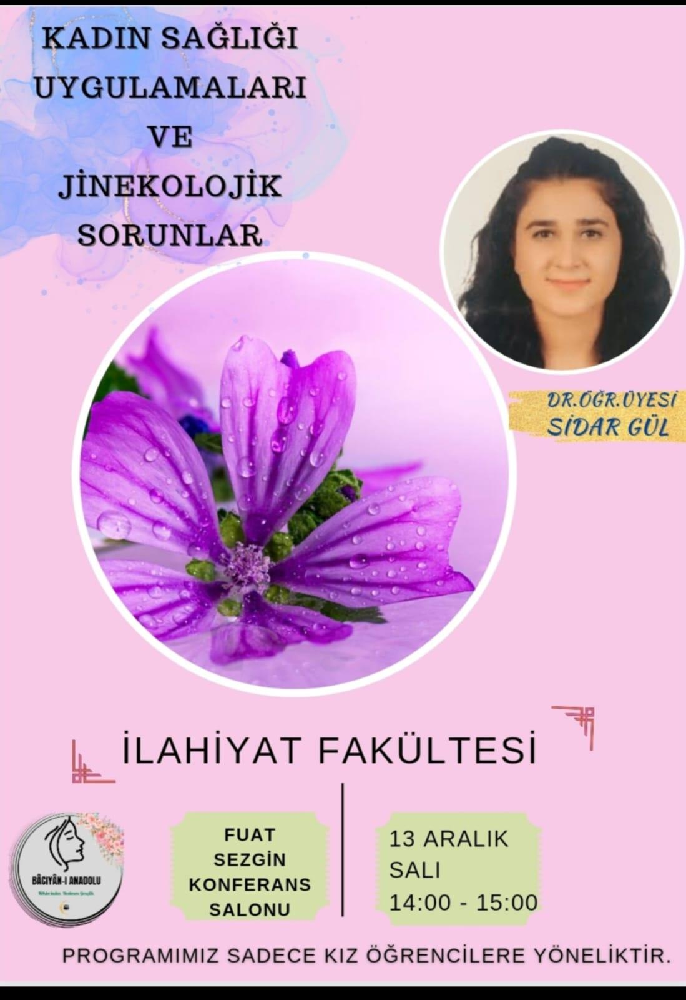 KADIN SAĞLIĞI
UYGULAMALARI
VE
JİNEKOLOJİK
SORUNLAR
DR.ÖĞR.ÜYESİ
SİDAR GÜL
İLAHİYAT FAKÜLTESİ
FUAT
SEZGİN
KONFERANS
SALONU
13 ARALIK
SALI
14:00 - 15:00
BÂCIYÂN-I ANADOLU
PROGRAMIMIZ SADECE KIZ ÖĞRENCİLERE YÖNELİKTİR.